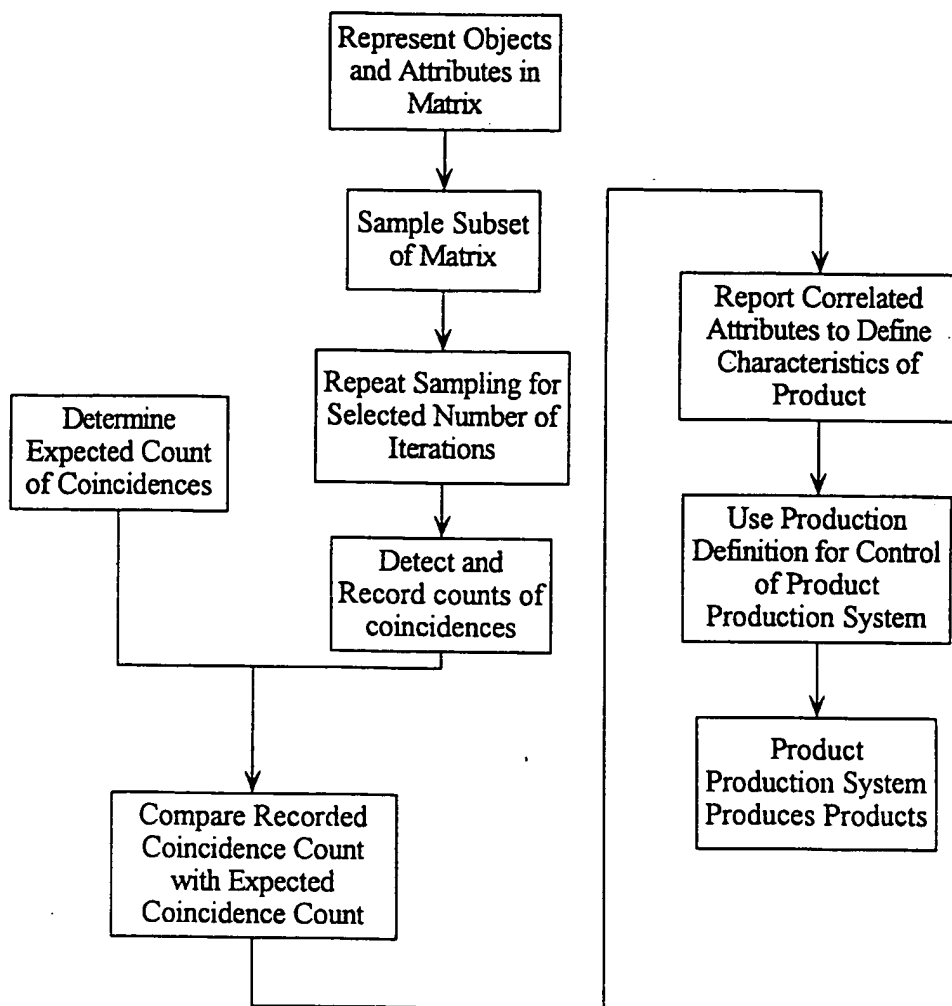 Represent Objects
and Attributes in
Matrix
Sample Subset
of Matrix
Repeat Sampling for
Selected Number of
Iterations
Determine
Expected Count
of Coincidences
Detect and
Record counts of
coincidences
Compare Recorded
Coincidence Count
with Expected
Coincidence Count
Report Correlated
Attributes to Define
Characteristics of
Product
Use Production
Definition for Control
of Product
Production System
Product
Production System
Produces Products